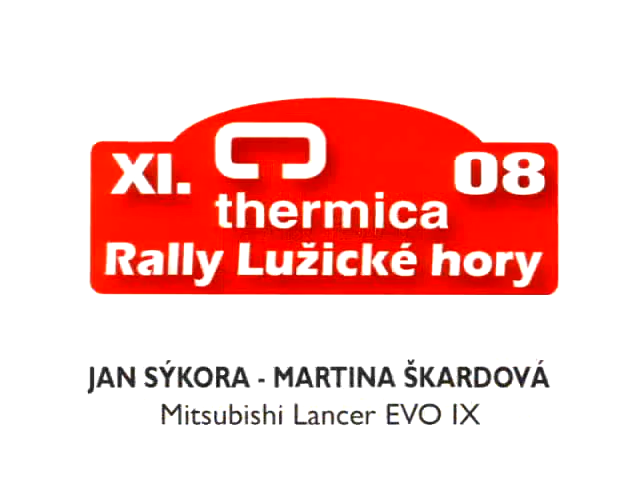 XI. 08
thermica
Rally Lužické hory
JAN SÝKORA - MARTINA ŠKARDOVÁ
Mitsubishi Lancer EVO IX